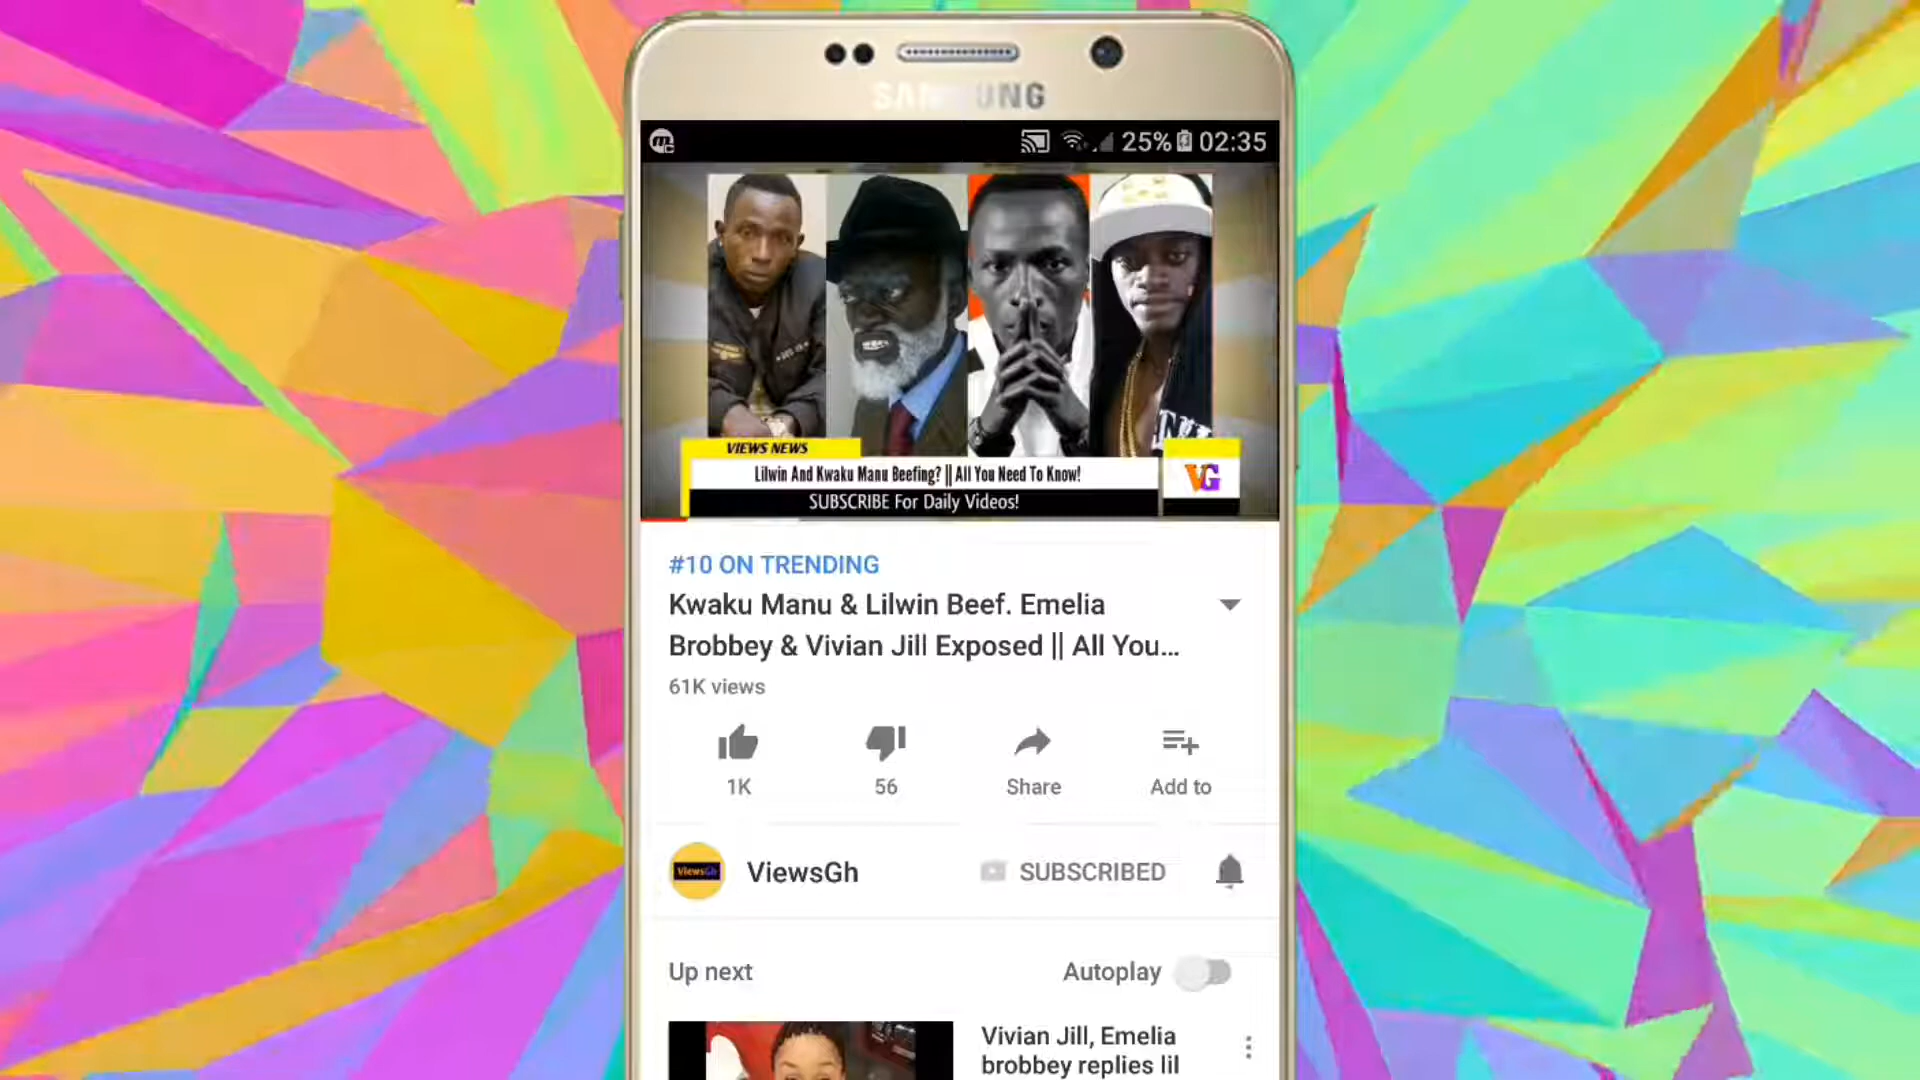 SAMSUNG
25% 02:35
VIEWS NEWS
Lilwin And Kwaku Manu Beefing? || All You Need To Know!
SUBSCRIBE For Daily Videos!
VG
#10 ON TRENDING
Kwaku Manu & Lilwin Beef. Emelia
Brobbey & Vivian Jill Exposed || All You...
61K views
1K
56
Share
Add to
ViewsGh
ViewsGh
SUBSCRIBED
Up next
Autoplay
Vivian Jill, Emelia
brobbey replies lil